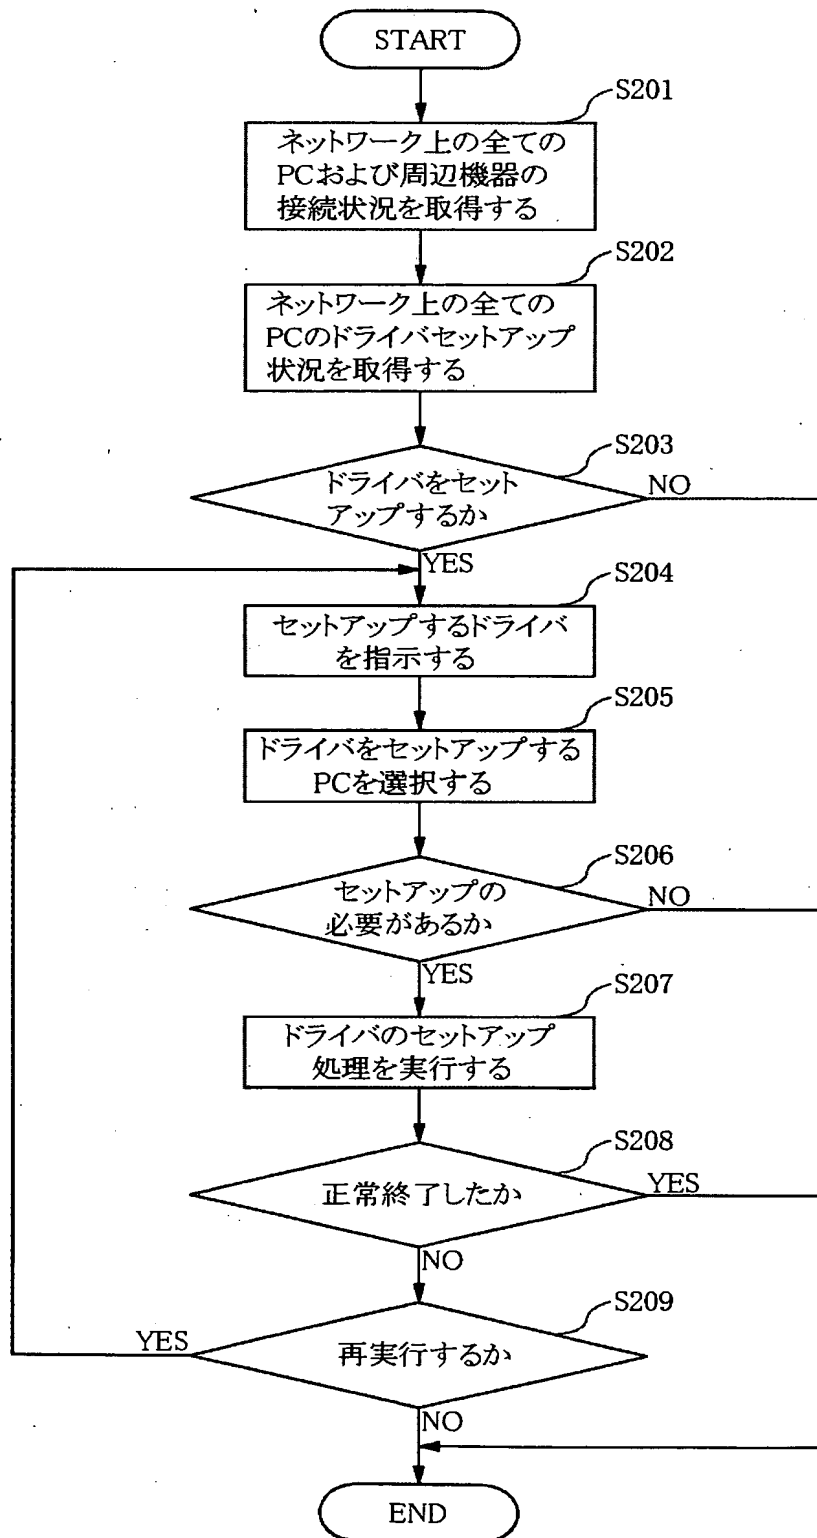 START
S201
ネットワーク上の全ての
PCおよび周辺機器の
接続状況を取得する
S202
ネットワーク上の全ての
PCのドライバセットアップ
状況を取得する
S203
ドライバをセット
アップするか
NO
YES
S204
セットアップするドライバ
を指示する
S205
ドライバをセットアップする
PCを選択する
S206
セットアップの
必要があるか
NO
YES
S207
ドライバのセットアップ
処理を実行する
S208
正常終了したか
YES
NO
S209
YES
再実行するか
NO
END